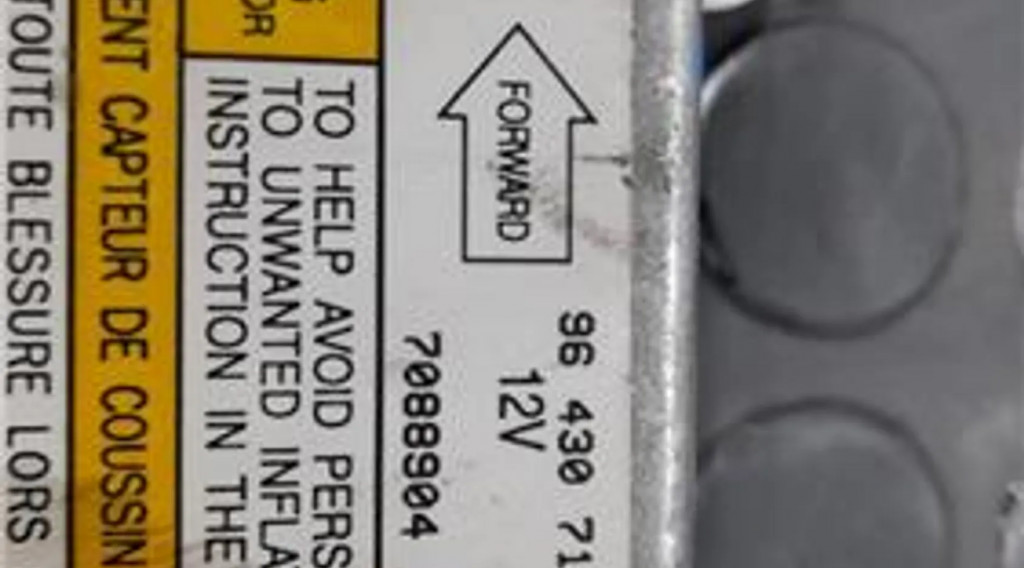 FORWARD
96 430 71
12V
7088904
TO HELP AVOID PERS
TO UNWANTED INFLA
INSTRUCTION IN THE
OR
ENT CAPTEUR DE COUSSIN
TOUTE BLESSURE LORS